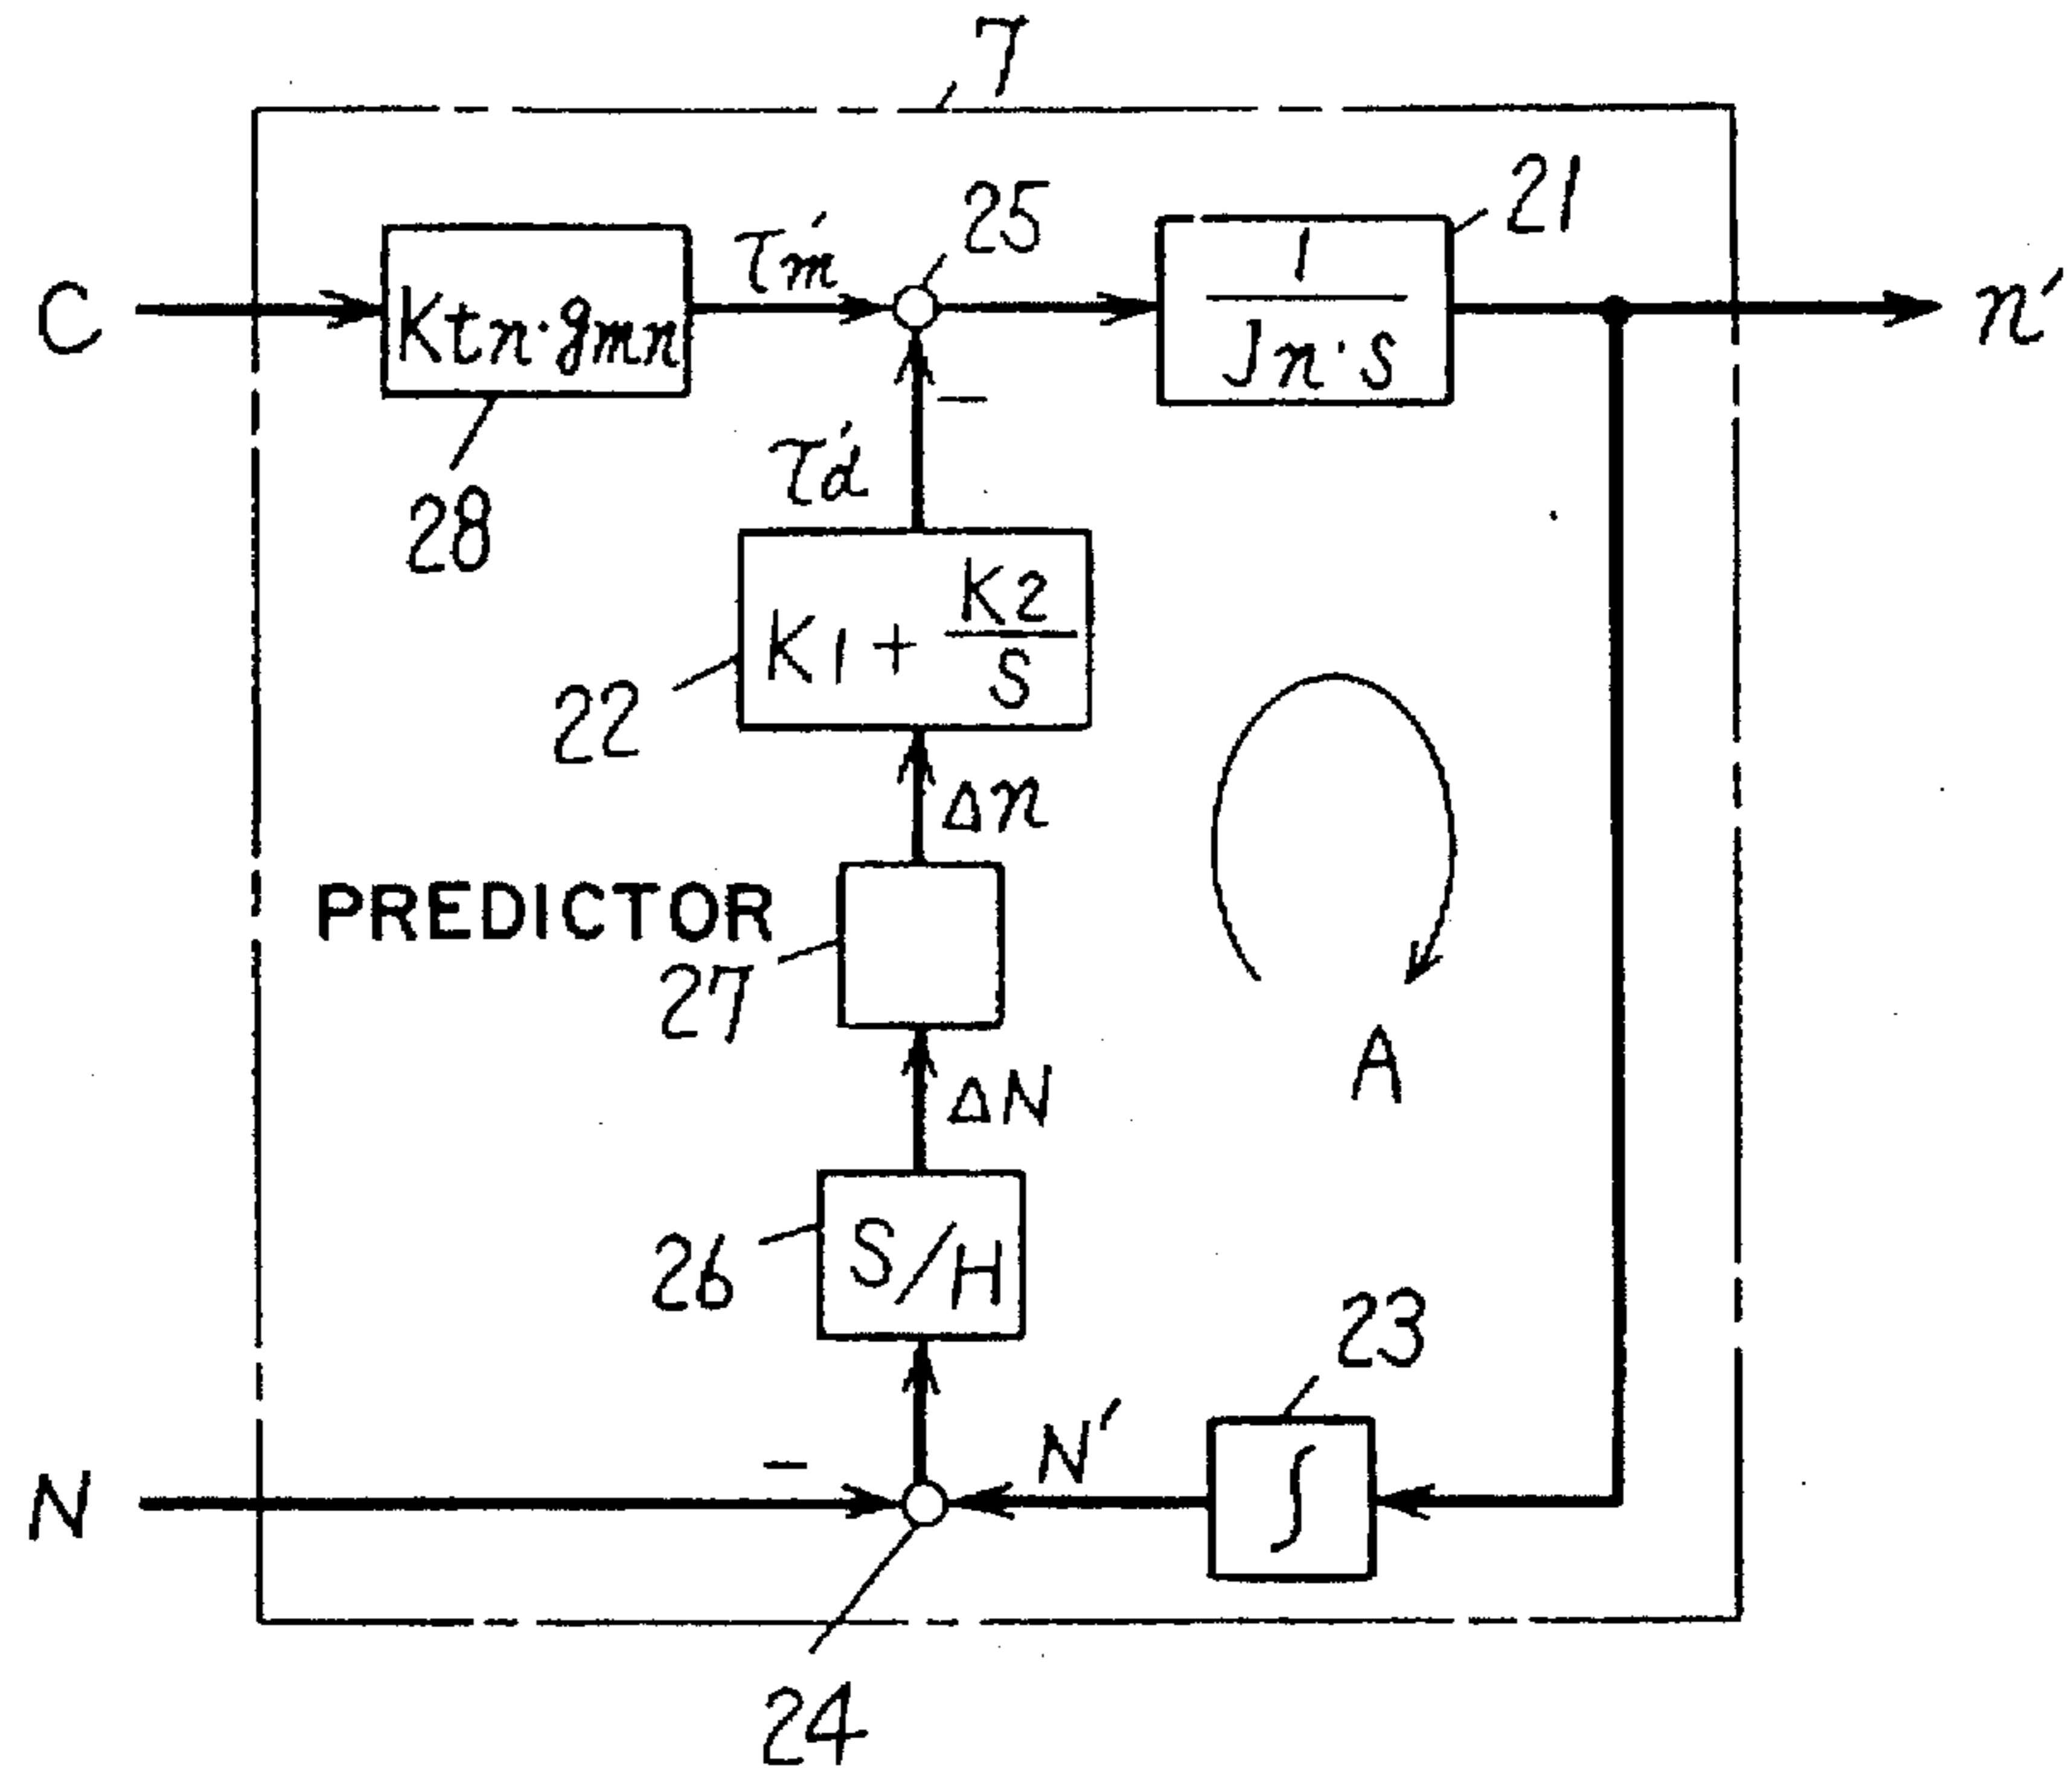 7
C
Ktn·gmn
28
τm'
25
1
Jn·S
21
n'
τd'
-
K1+
K2
S
22
Δn
PREDICTOR
27
A
ΔN
S/H
26
23
N
-
N'
∫
24